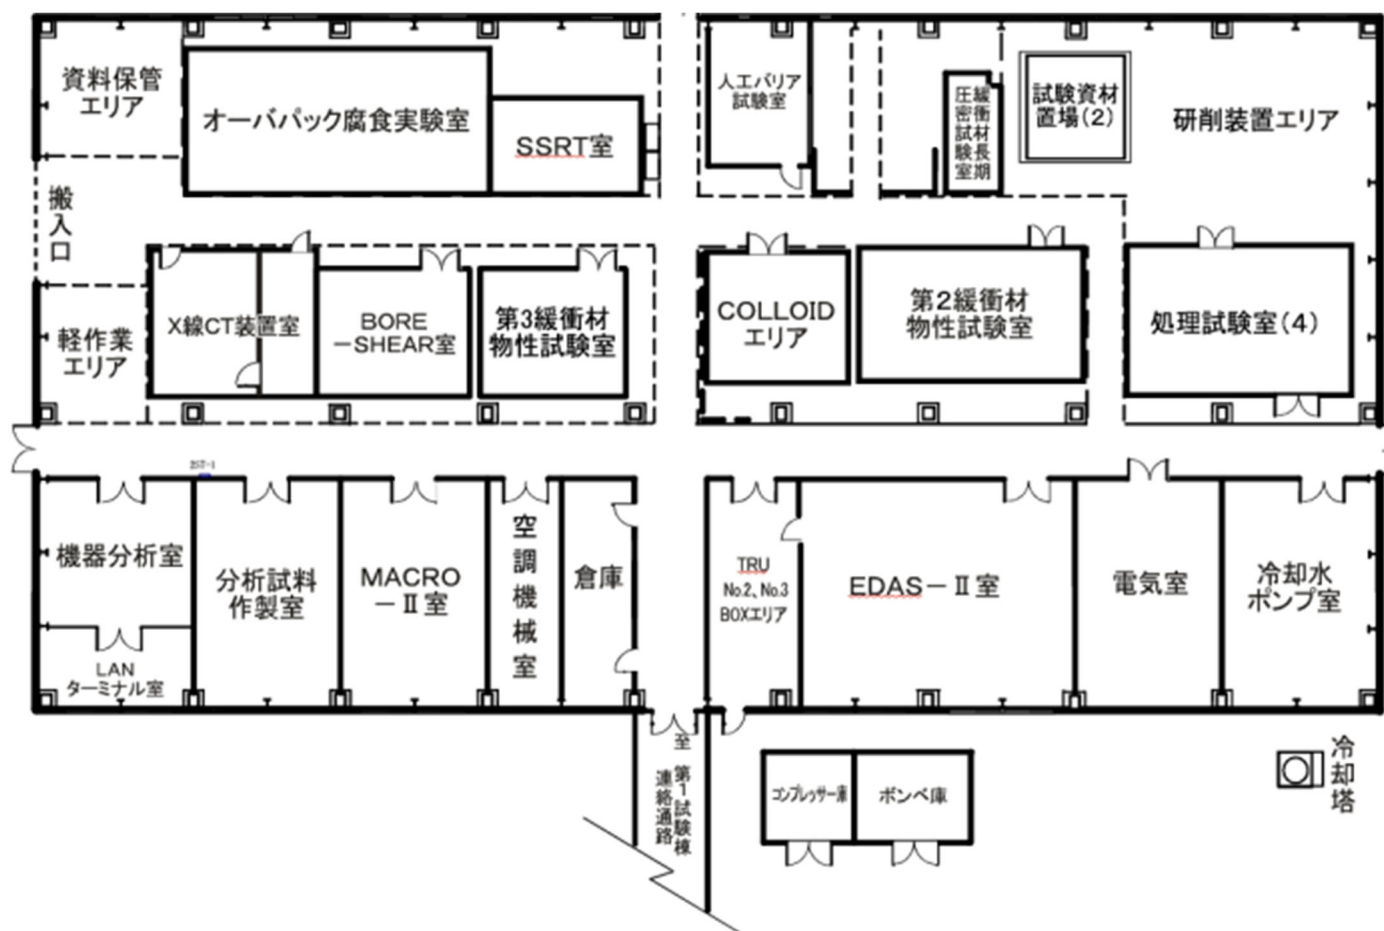 資料保管
エリア
オーバパック腐食実験室
SSRT室
人工バリア
試験室
緩衝材長期
圧密試験室
試験資材
置場(2)
研削装置エリア
搬入口
軽作業
エリア
X線CT装置室
BORE
－SHEAR室
第3緩衝材
物性試験室
COLLOID
エリア
第2緩衝材
物性試験室
処理試験室(4)
2ST-1
機器分析室
LAN
ターミナル室
分析試料
作製室
MACRO
－Ⅱ室
空調機械室
倉庫
TRU
No.2、No.3
BOXエリア
EDAS－Ⅱ室
電気室
冷却水
ポンプ室
至 第1試験棟
連絡通路
コンプレッサー庫
ボンベ庫
冷却塔